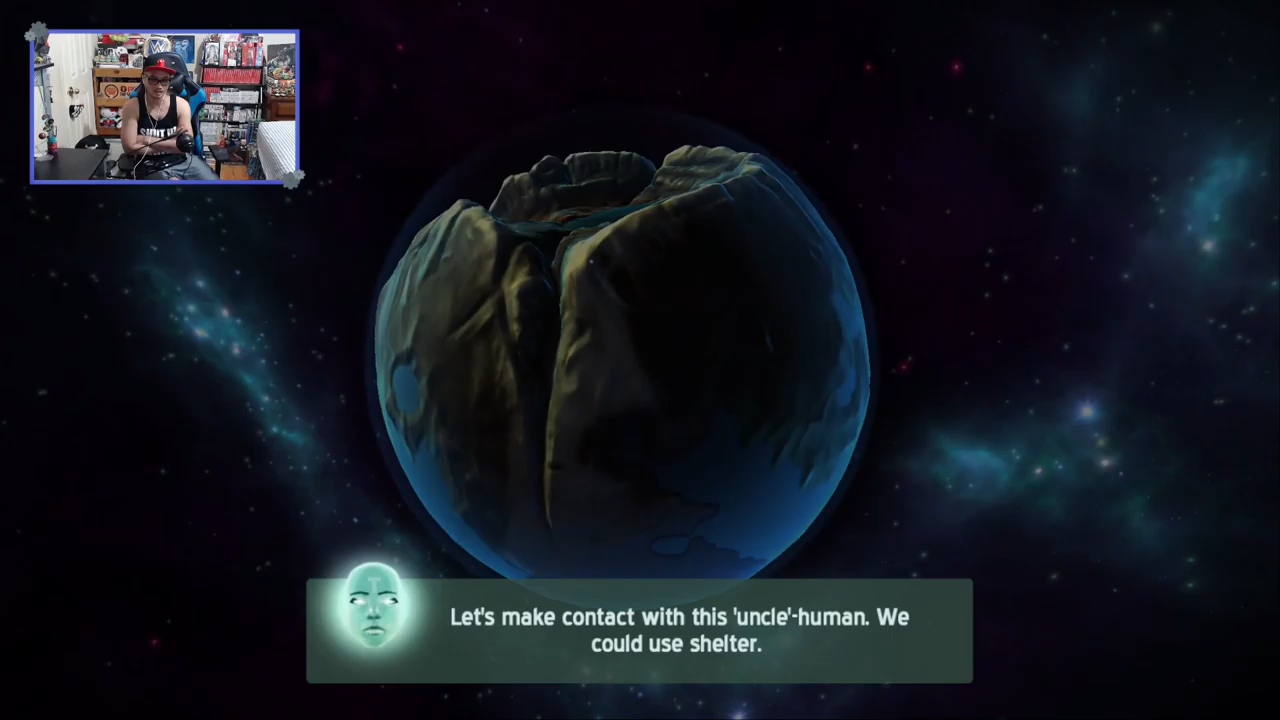 Let's make contact with this 'uncle'-human. We
could use shelter.